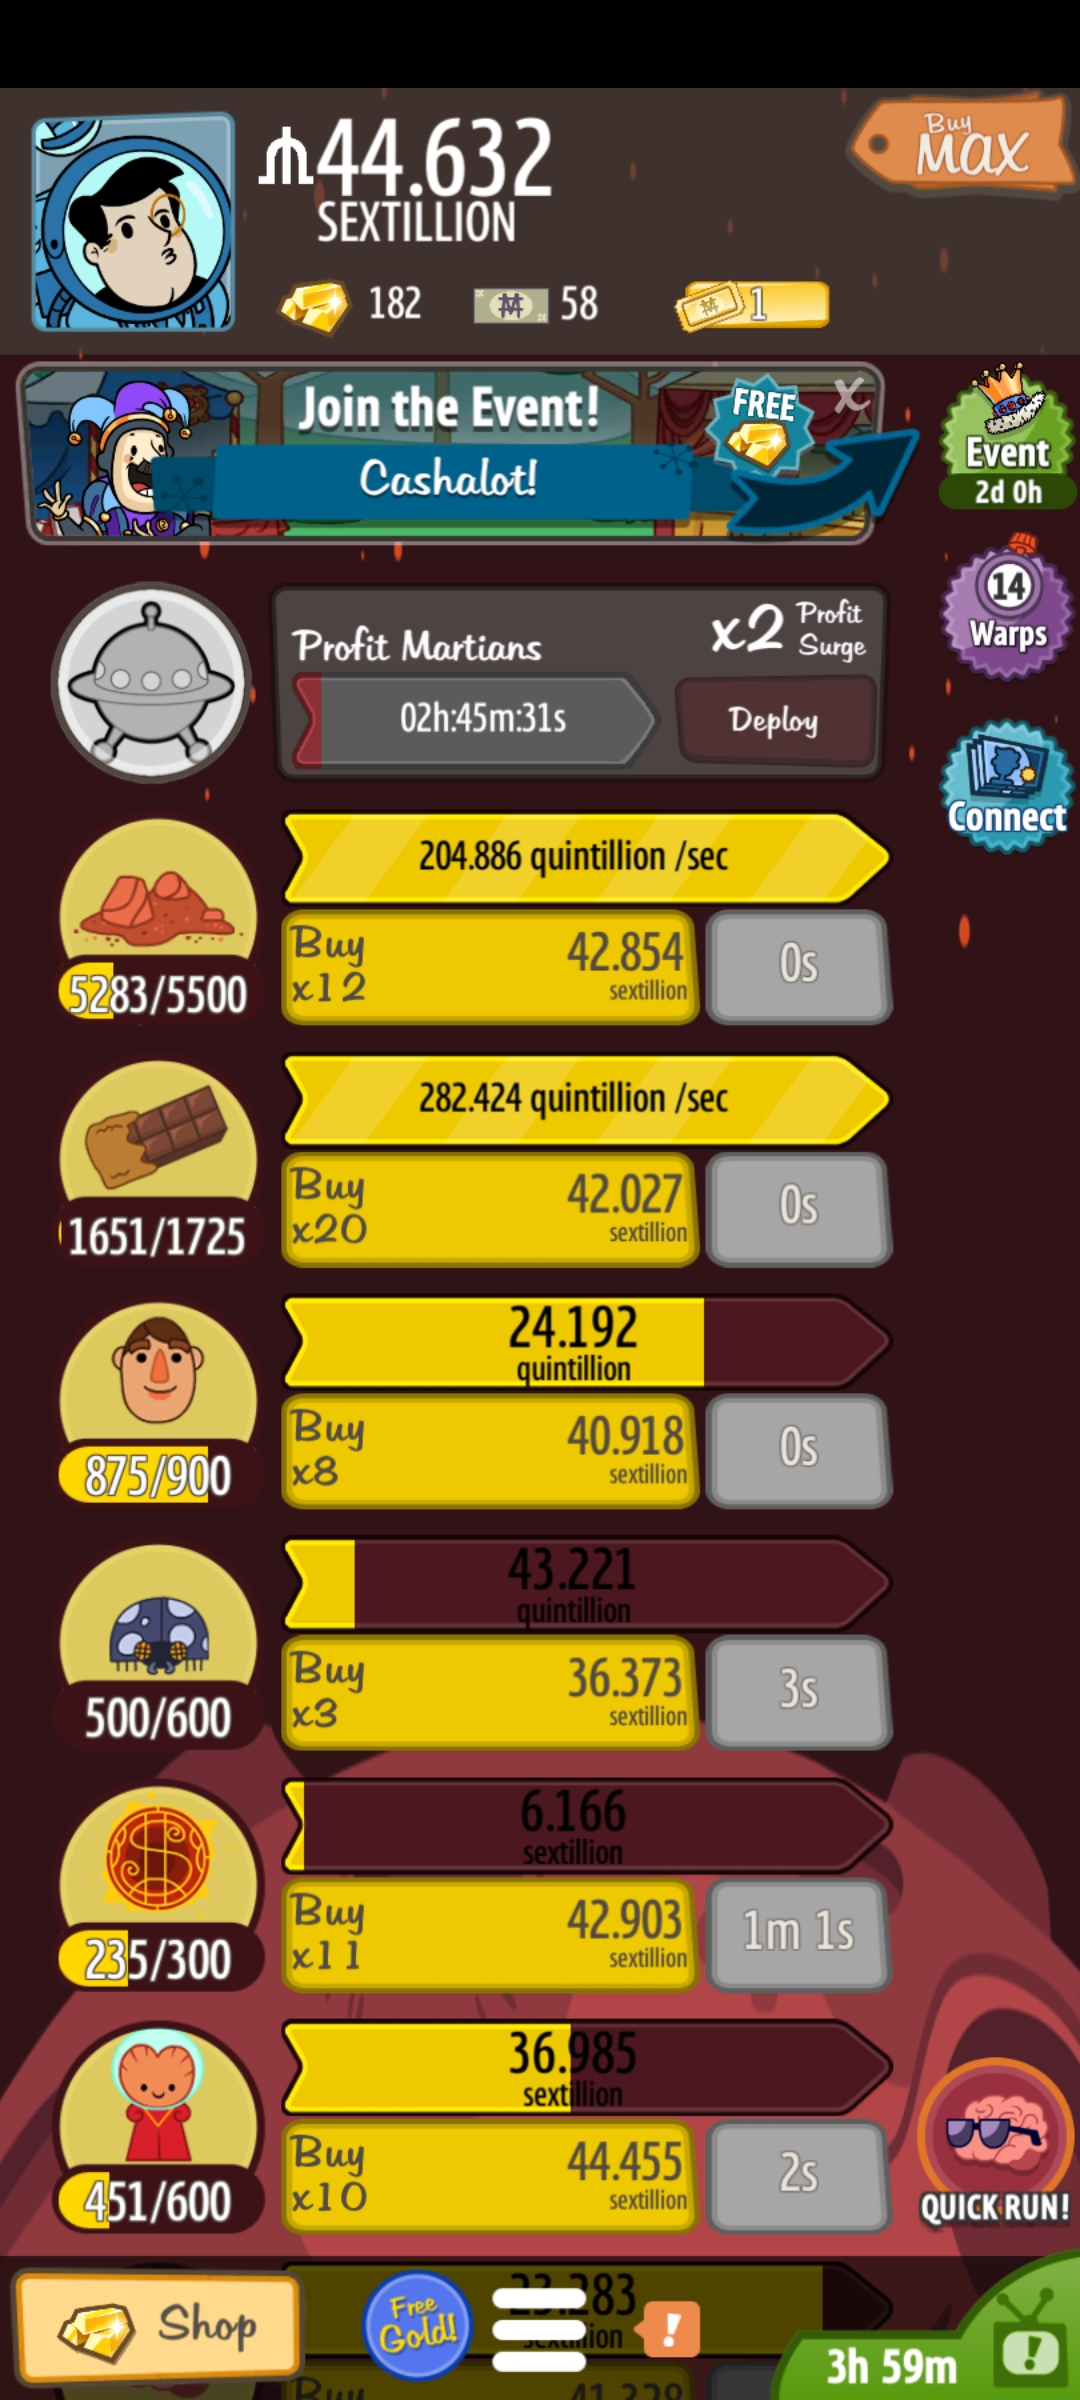 44.632
SEXTILLION
Buy
MAX
182
58
1
Join the Event!
FREE
X
Cashalot!
Event
2d 0h
14
Warps
Connect
Profit Martians
x2 Profit
Surge
02h:45m:31s
Deploy
204.886 quintillion /sec
5283/5500
Buy
x12
42.854
sextillion
0s
282.424 quintillion /sec
1651/1725
Buy
x20
42.027
sextillion
0s
24.192
quintillion
875/900
Buy
x8
40.918
sextillion
0s
43.221
quintillion
500/600
Buy
x3
36.373
sextillion
3s
6.166
sextillion
235/300
Buy
x11
42.903
sextillion
1m 1s
36.985
sextillion
451/600
Buy
x10
44.455
sextillion
2s
QUICK RUN!
Shop
Free
Gold!
!
3h 59m
!
Buy